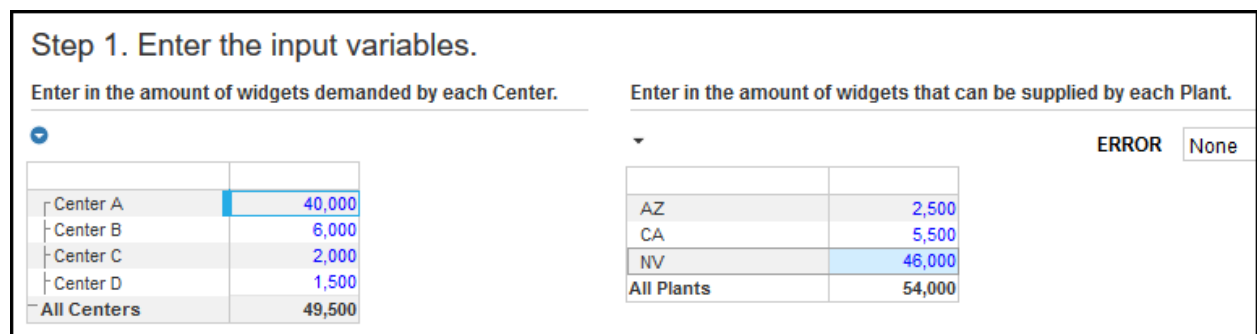 Step 1. Enter the input variables.
Enter in the amount of widgets demanded by each Center.
Center A 40,000
Center B 6,000
Center C 2,000
Center D 1,500
All Centers 49,500
Enter in the amount of widgets that can be supplied by each Plant.
ERROR None
AZ 2,500
CA 5,500
NV 46,000
All Plants 54,000